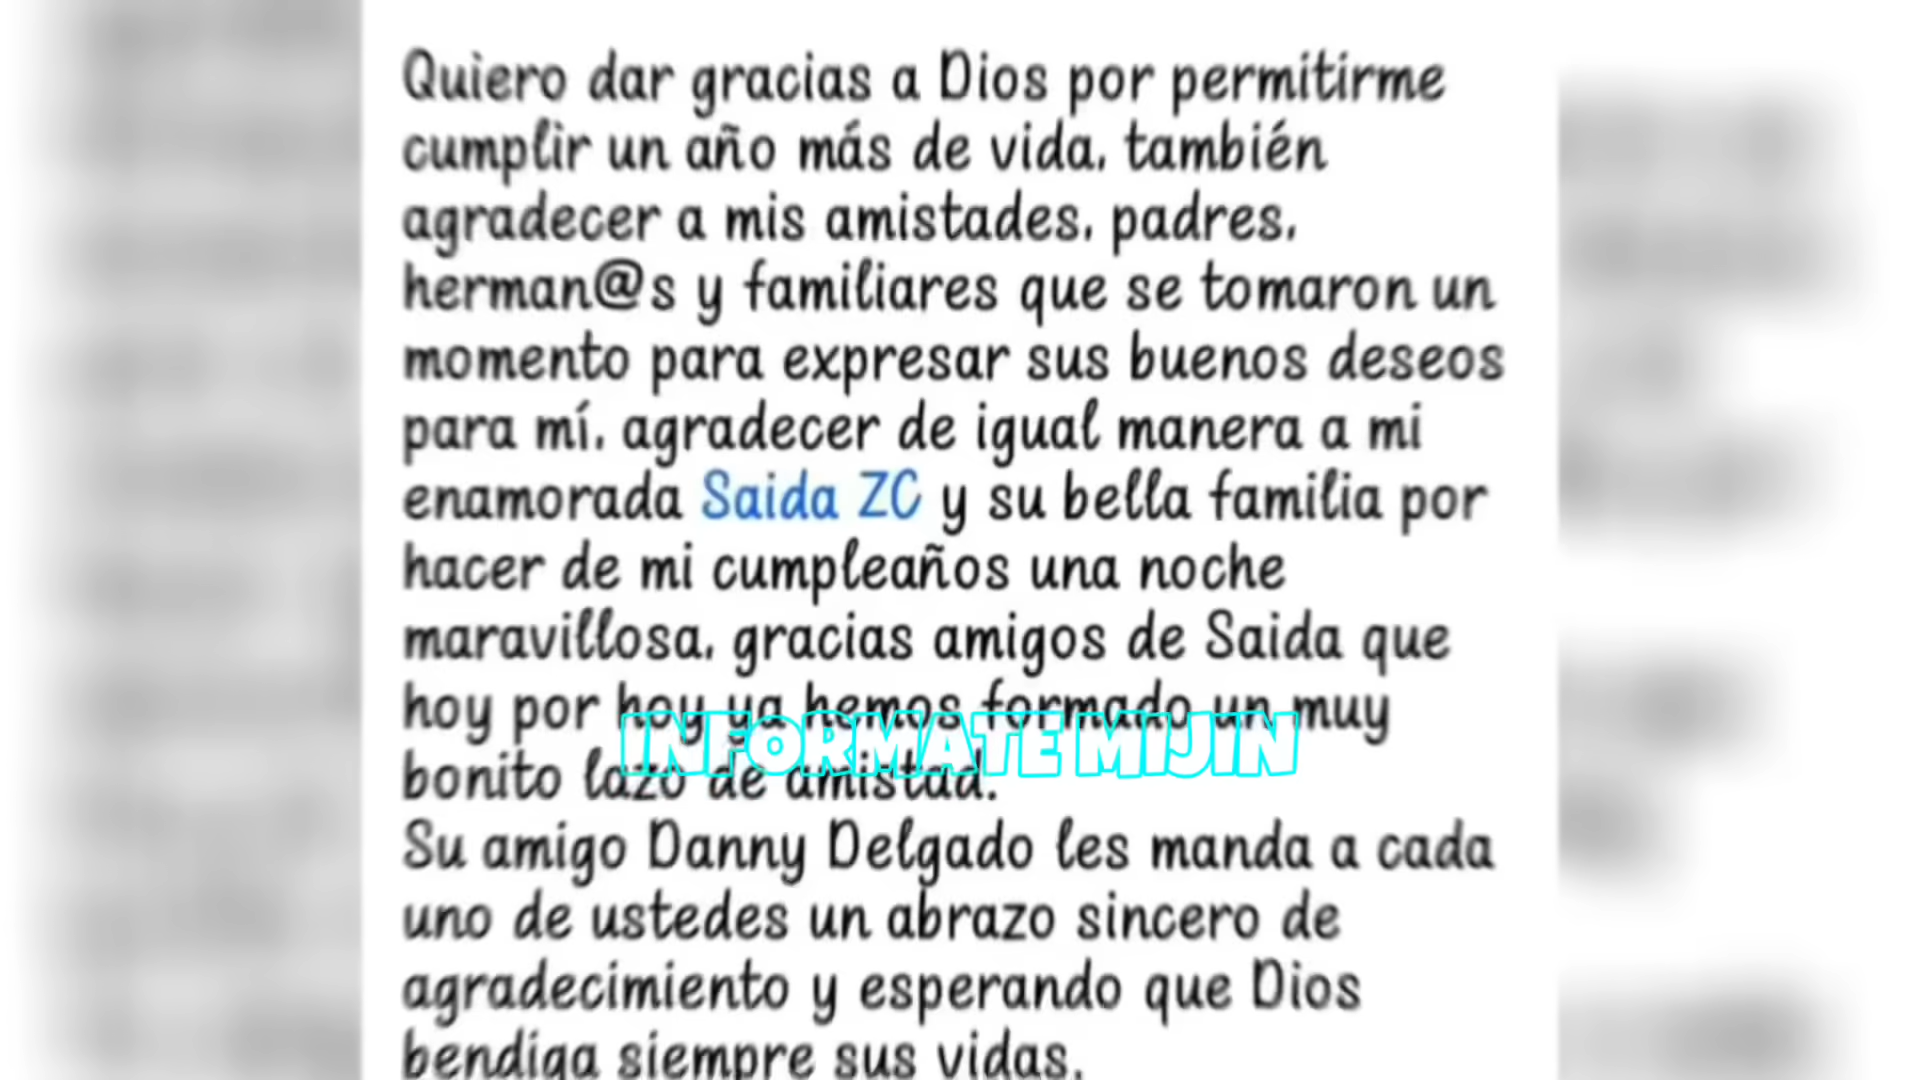 Quiero dar gracias a Dios por permitirme
cumplir un año más de vida, también
agradecer a mis amistades, padres,
herman@s y familiares que se tomaron un
momento para expresar sus buenos deseos
para mí, agradecer de igual manera a mi
enamorada Saida ZC y su bella familia por
hacer de mi cumpleaños una noche
maravillosa, gracias amigos de Saida que
hoy por hoy ya hemos formado un muy
INFORMATE MIJIN
bonito lazo de amistad.
Su amigo Danny Delgado les manda a cada
uno de ustedes un abrazo sincero de
agradecimiento y esperando que Dios
bendiga siempre sus vidas.